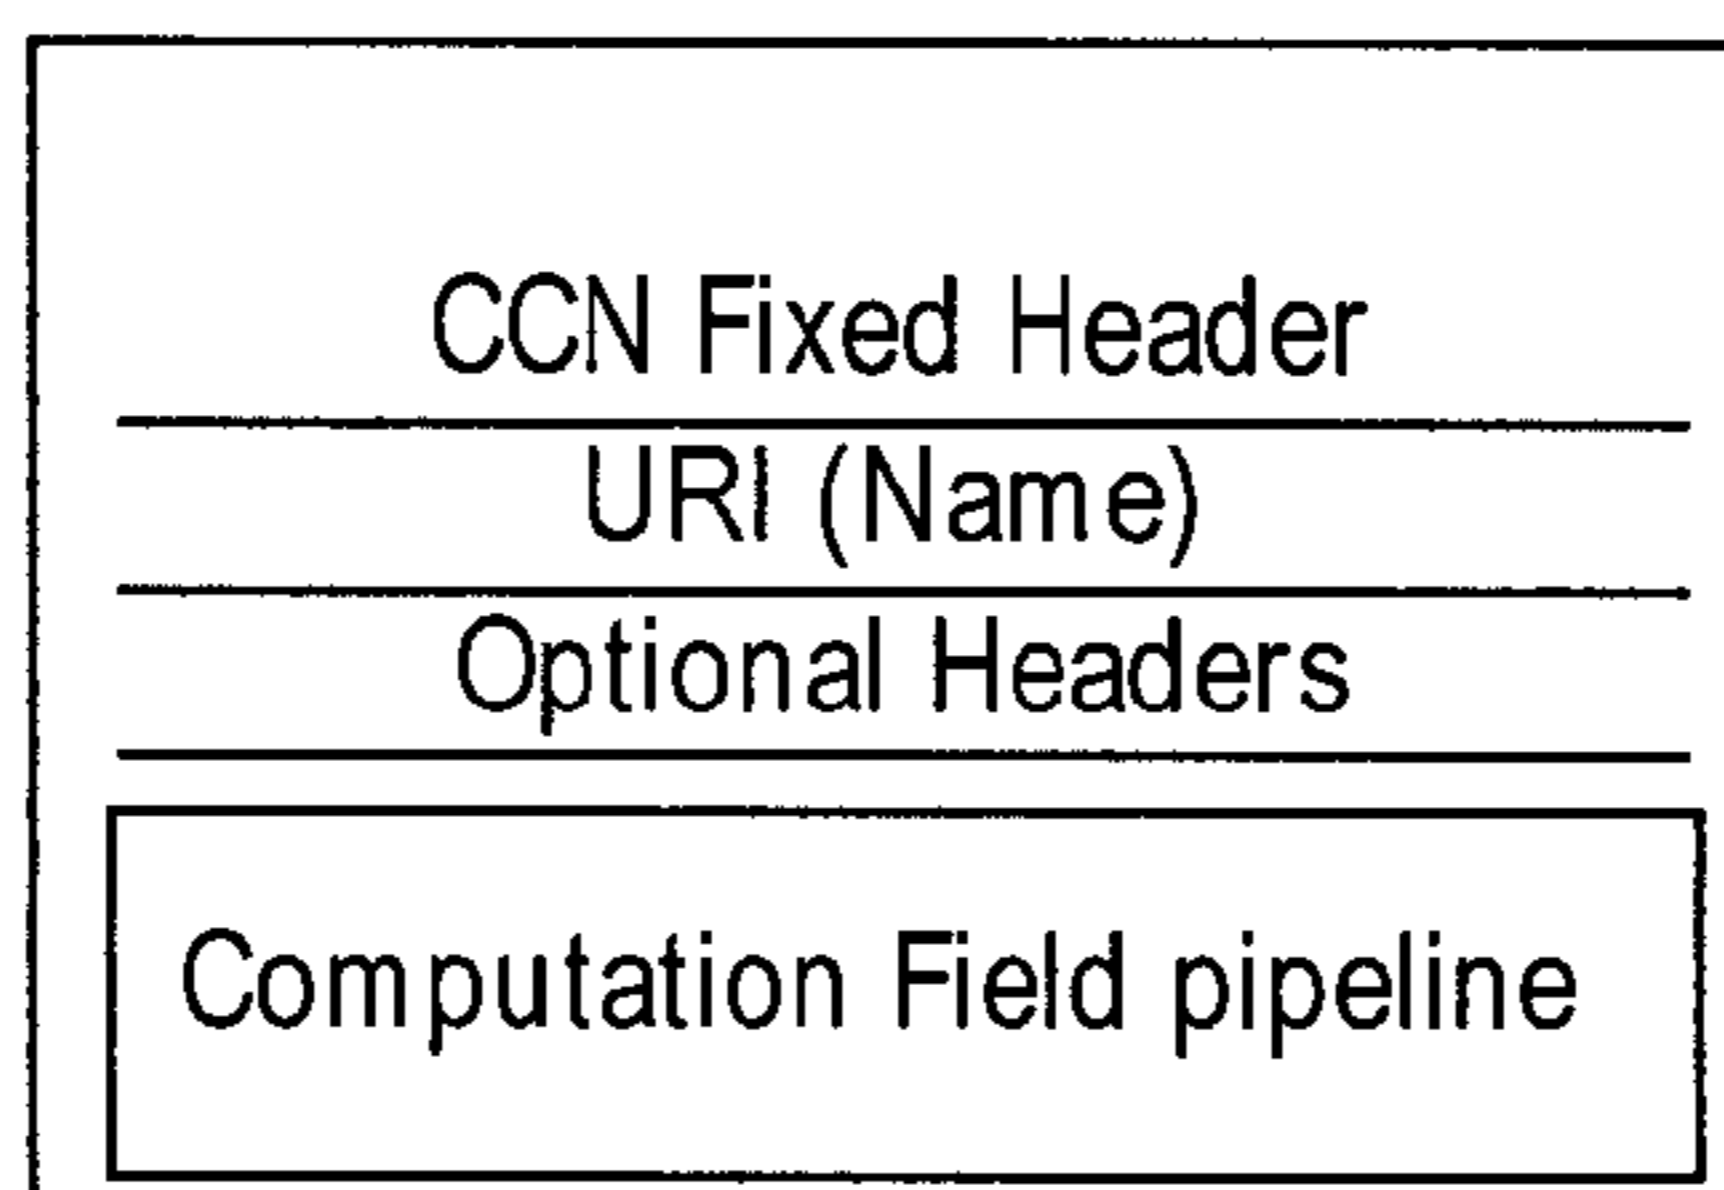 CCN Fixed Header
URI (Name)
Optional Headers
Computation Field pipeline